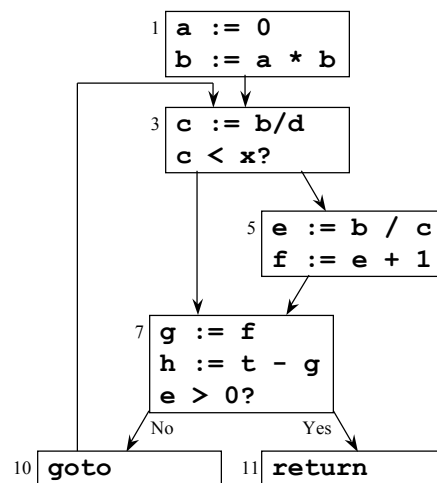 1 a := 0
b := a * b
3 c := b/d
c < x?
5 e := b / c
f := e + 1
7 g := f
h := t - g
e > 0?
No Yes
10 goto 11 return